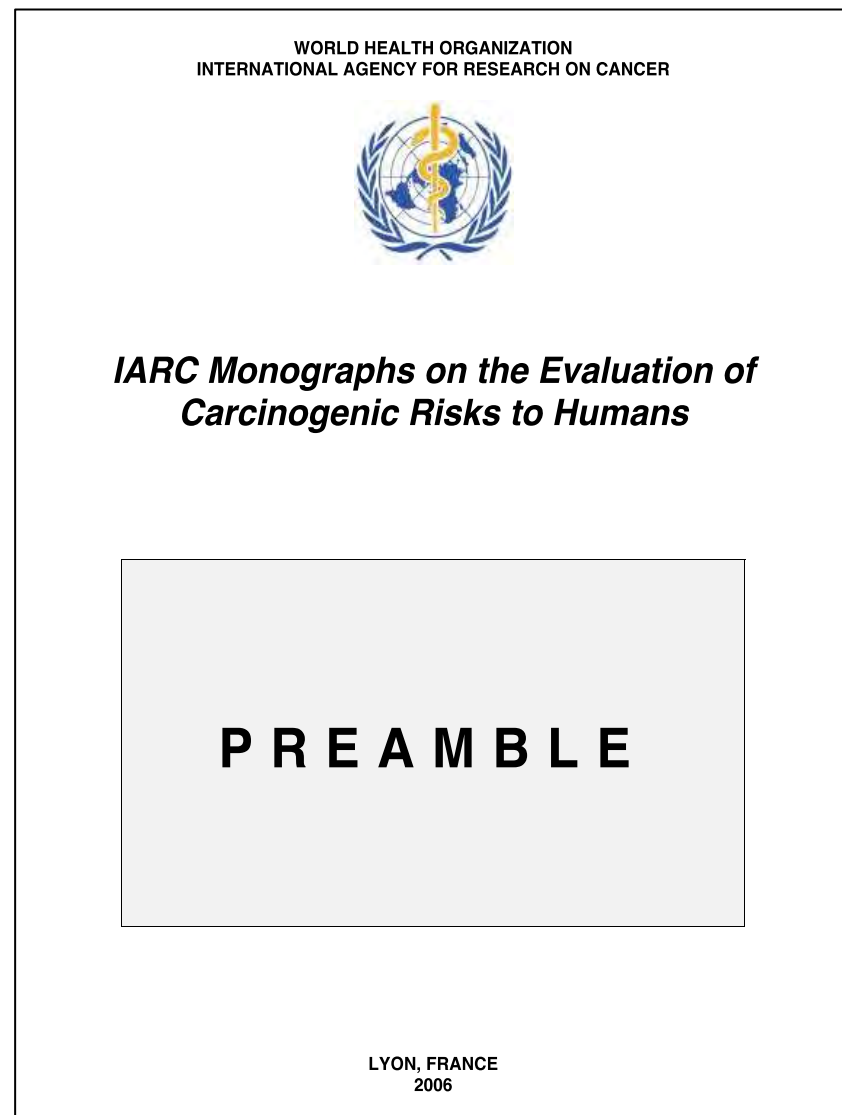 WORLD HEALTH ORGANIZATION
INTERNATIONAL AGENCY FOR RESEARCH ON CANCER
IARC Monographs on the Evaluation of
Carcinogenic Risks to Humans
P R E A M B L E
LYON, FRANCE
2006